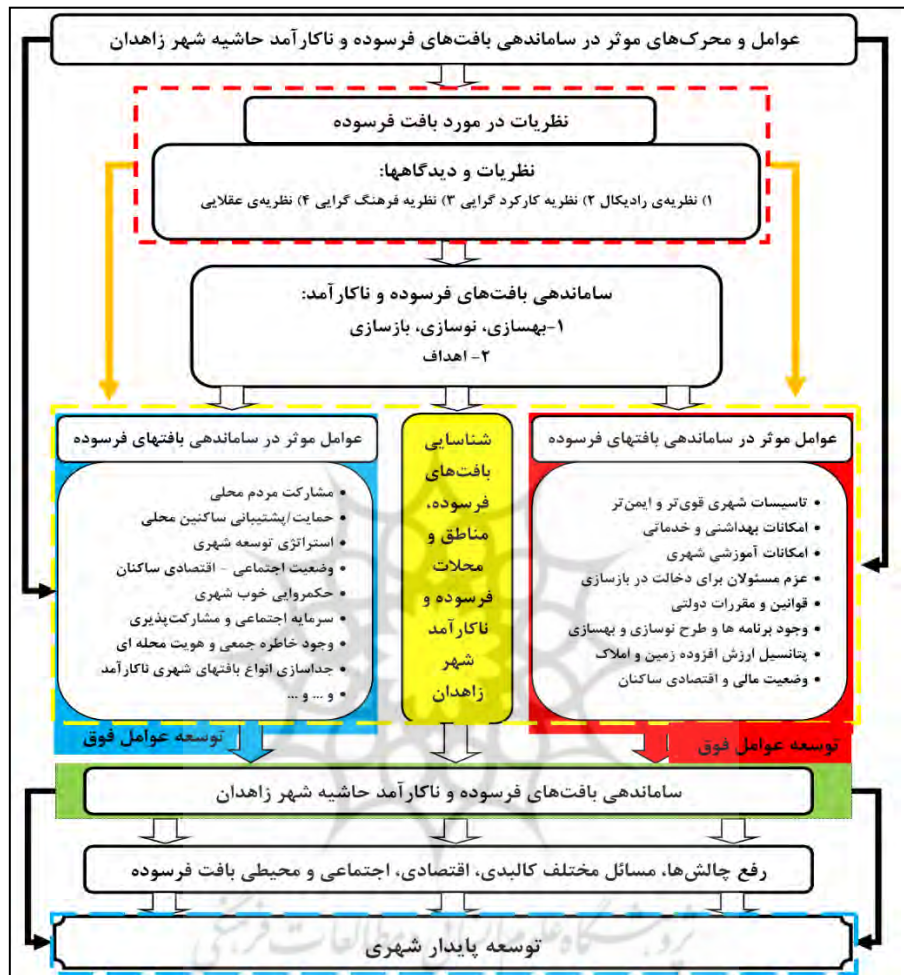 عوامل و محرک‌های موثر در ساماندهی بافت‌های فرسوده و ناکارآمد حاشیه شهر زاهدان
نظریات در مورد بافت فرسوده
نظریات و دیدگاهها:
۱) نظریه‌ی رادیکال ۲) نظریه کارکرد گرایی ۳) نظریه فرهنگ گرایی ۴) نظریه‌ی عقلایی
ساماندهی بافت‌های فرسوده و ناکارآمد:
۱-بهسازی، نوسازی، بازسازی
۲- اهداف
عوامل موثر در ساماندهی بافتهای فرسوده
• تاسیسات شهری قوی‌تر و ایمن‌تر
• امکانات بهداشتی و خدماتی
• امکانات آموزشی شهری
• عزم مسئولان برای دخالت در بازسازی
• قوانین و مقررات دولتی
• وجود برنامه ها و طرح نوسازی و بهسازی
• پتانسیل ارزش افزوده زمین و املاک
• وضعیت مالی و اقتصادی ساکنان
توسعه عوامل فوق
شناسایی
بافت‌های
فرسوده،
مناطق و
محلات
فرسوده و
ناکارآمد
شهر
زاهدان
عوامل موثر در ساماندهی بافتهای فرسوده
• مشارکت مردم محلی
• حمایت/پشتیبانی ساکنین محلی
• استراتژی توسعه شهری
• وضعیت اجتماعی – اقتصادی ساکنان
• حکمروایی خوب شهری
• سرمایه اجتماعی و مشارکت‌پذیری
• وجود خاطره جمعی و هویت محله ای
• جداسازی انواع بافتهای شهری ناکارآمد
• و ... و ...
توسعه عوامل فوق
ساماندهی بافت‌های فرسوده و ناکارآمد حاشیه شهر زاهدان
رفع چالش‌ها، مسائل مختلف کالبدی، اقتصادی، اجتماعی و محیطی بافت فرسوده
توسعه پایدار شهری
پژوهشگاه علوم انسانی و مطالعات فرهنگی